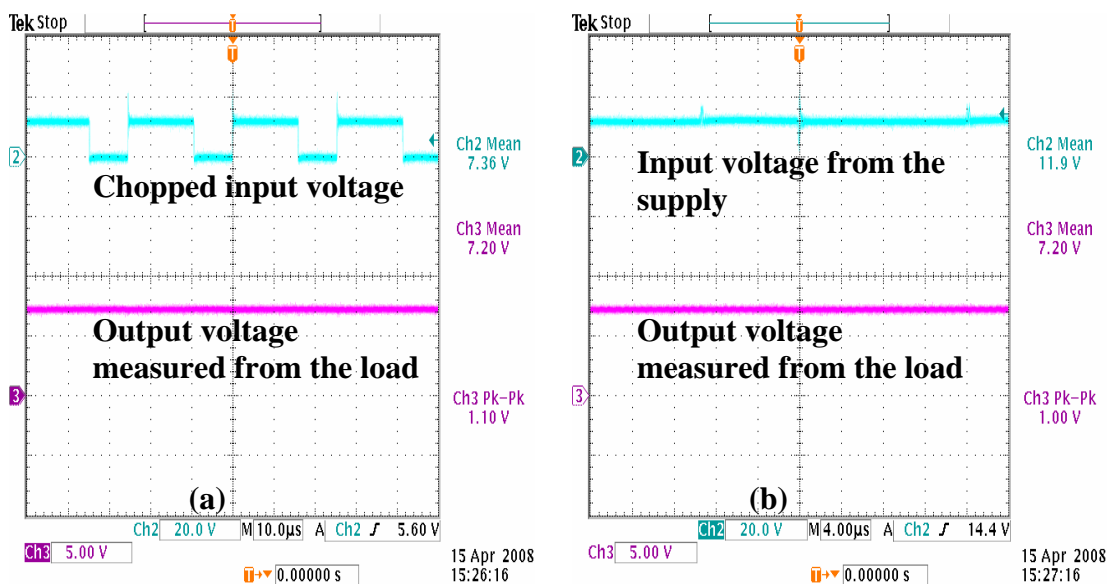 Tek Stop
T
T
2
Ch2 Mean
7.36 V
Chopped input voltage
Ch3 Mean
7.20 V
Output voltage
measured from the load
3
Ch3 Pk-Pk
1.10 V
(a)
Ch2 20.0 V M 10.0µs A Ch2 ʃ 5.60 V
Ch3 5.00 V
15 Apr 2008
15:26:16
T→▼ 0.00000 s
Tek Stop
T
T
2
Ch2 Mean
11.9 V
Input voltage from the
supply
Ch3 Mean
7.20 V
Output voltage
measured from the load
3
Ch3 Pk-Pk
1.00 V
(b)
Ch2 20.0 V M 4.00µs A Ch2 ʃ 14.4 V
Ch3 5.00 V
15 Apr 2008
15:27:16
T→▼ 0.00000 s